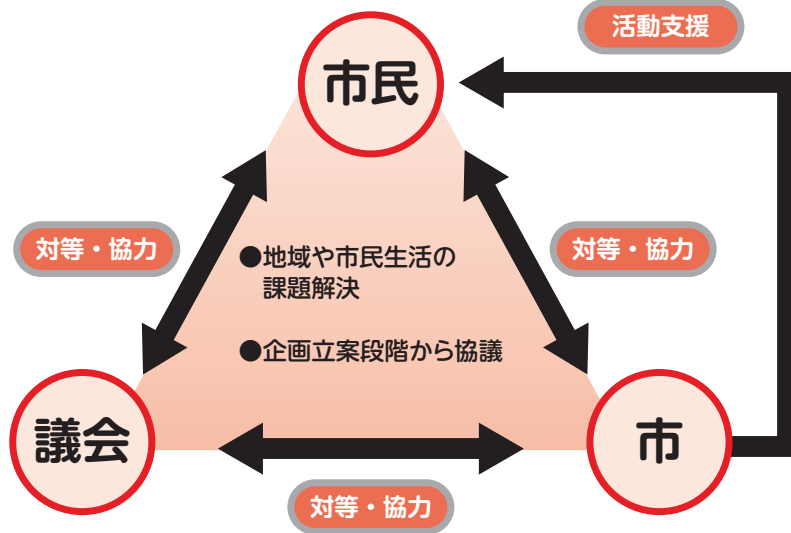 活動支援
市民
対等・協力
対等・協力
●地域や市民生活の
課題解決
●企画立案段階から協議
議会
市
対等・協力